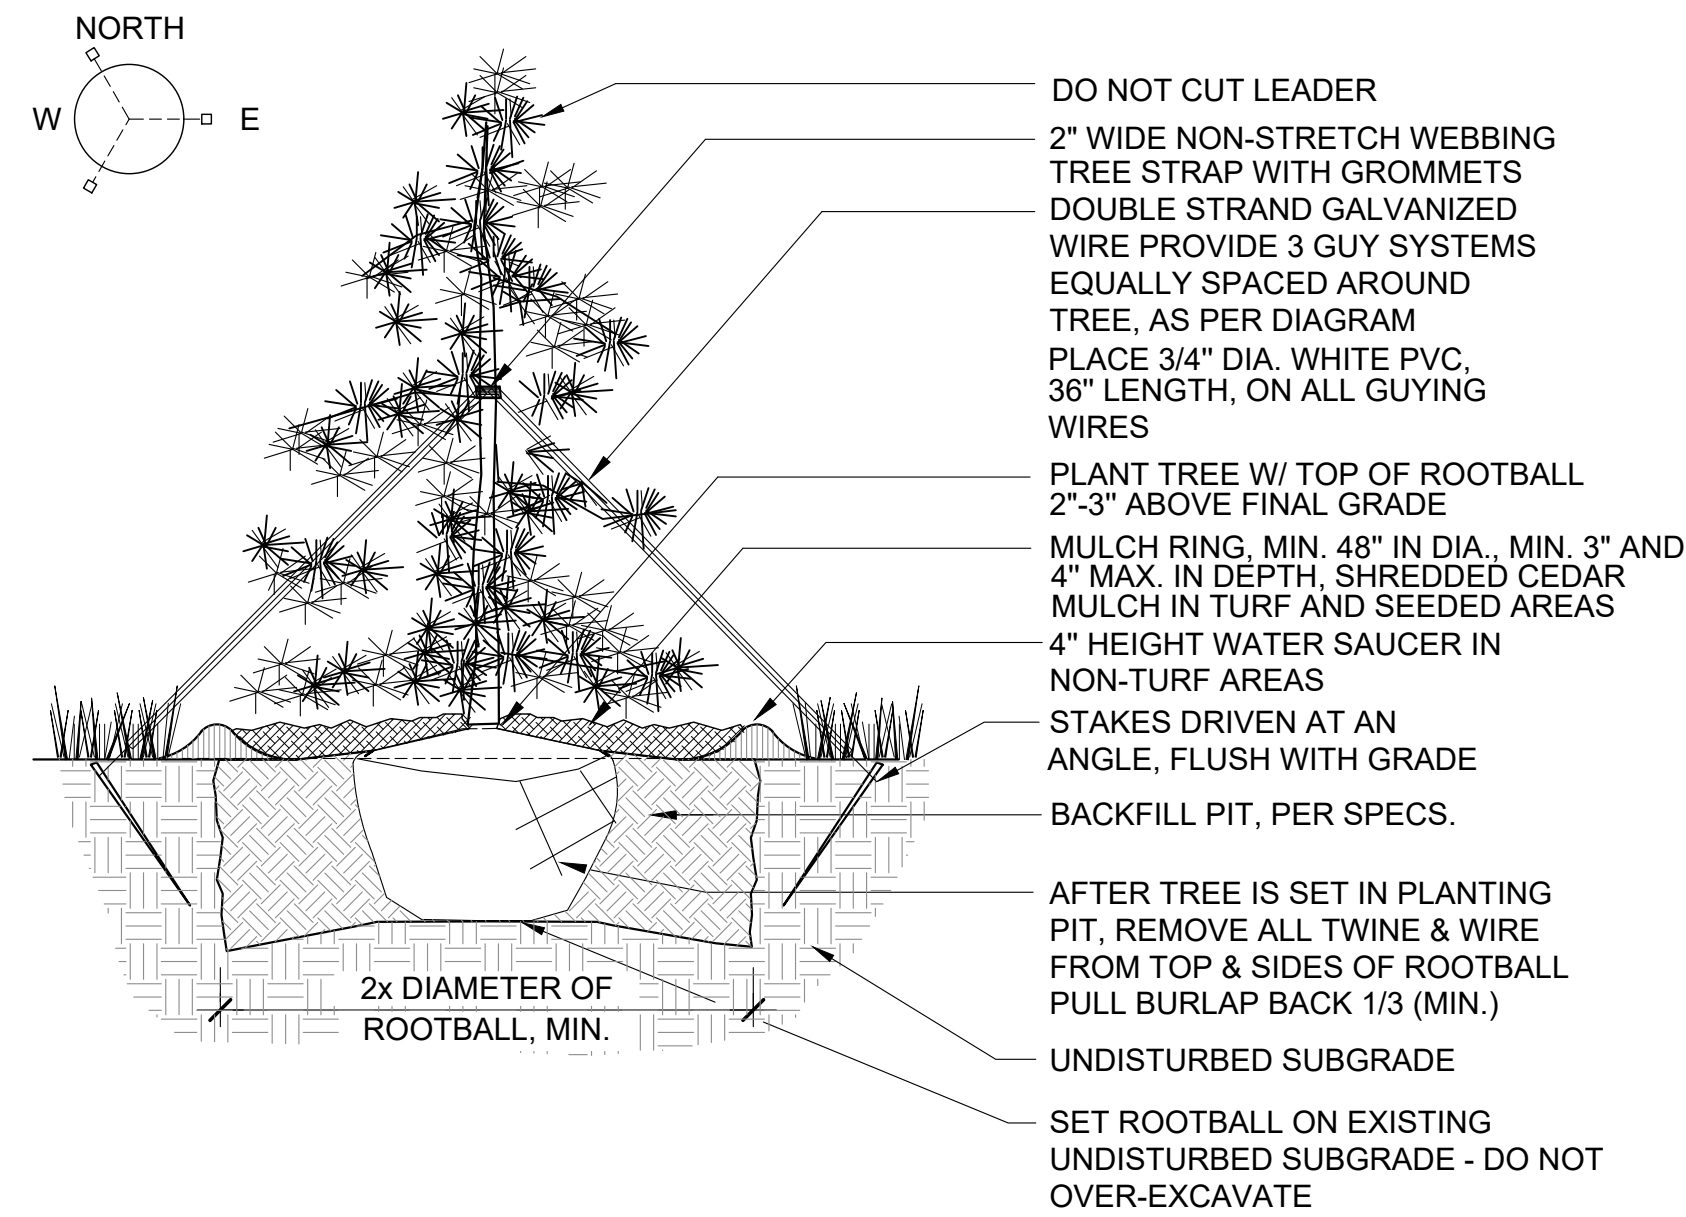 NORTH
W
E
DO NOT CUT LEADER
2" WIDE NON-STRETCH WEBBING
TREE STRAP WITH GROMMETS
DOUBLE STRAND GALVANIZED
WIRE PROVIDE 3 GUY SYSTEMS
EQUALLY SPACED AROUND
TREE, AS PER DIAGRAM
PLACE 3/4" DIA. WHITE PVC,
36" LENGTH, ON ALL GUYING
WIRES
PLANT TREE W/ TOP OF ROOTBALL
2"-3" ABOVE FINAL GRADE
MULCH RING, MIN. 48" IN DIA., MIN. 3" AND
4" MAX. IN DEPTH, SHREDDED CEDAR
MULCH IN TURF AND SEEDED AREAS
4" HEIGHT WATER SAUCER IN
NON-TURF AREAS
STAKES DRIVEN AT AN
ANGLE, FLUSH WITH GRADE
BACKFILL PIT, PER SPECS.
AFTER TREE IS SET IN PLANTING
PIT, REMOVE ALL TWINE & WIRE
FROM TOP & SIDES OF ROOTBALL
PULL BURLAP BACK 1/3 (MIN.)
UNDISTURBED SUBGRADE
SET ROOTBALL ON EXISTING
UNDISTURBED SUBGRADE - DO NOT
OVER-EXCAVATE
2x DIAMETER OF
ROOTBALL, MIN.